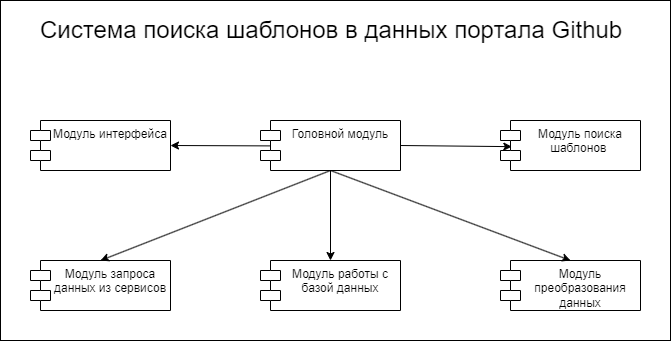 Система поиска шаблонов в данных портала Github
Модуль интерфейса
Головной модуль
Модуль поиска
шаблонов
Модуль запроса
данных из сервисов
Модуль работы с
базой данных
Модуль
преобразования
данных